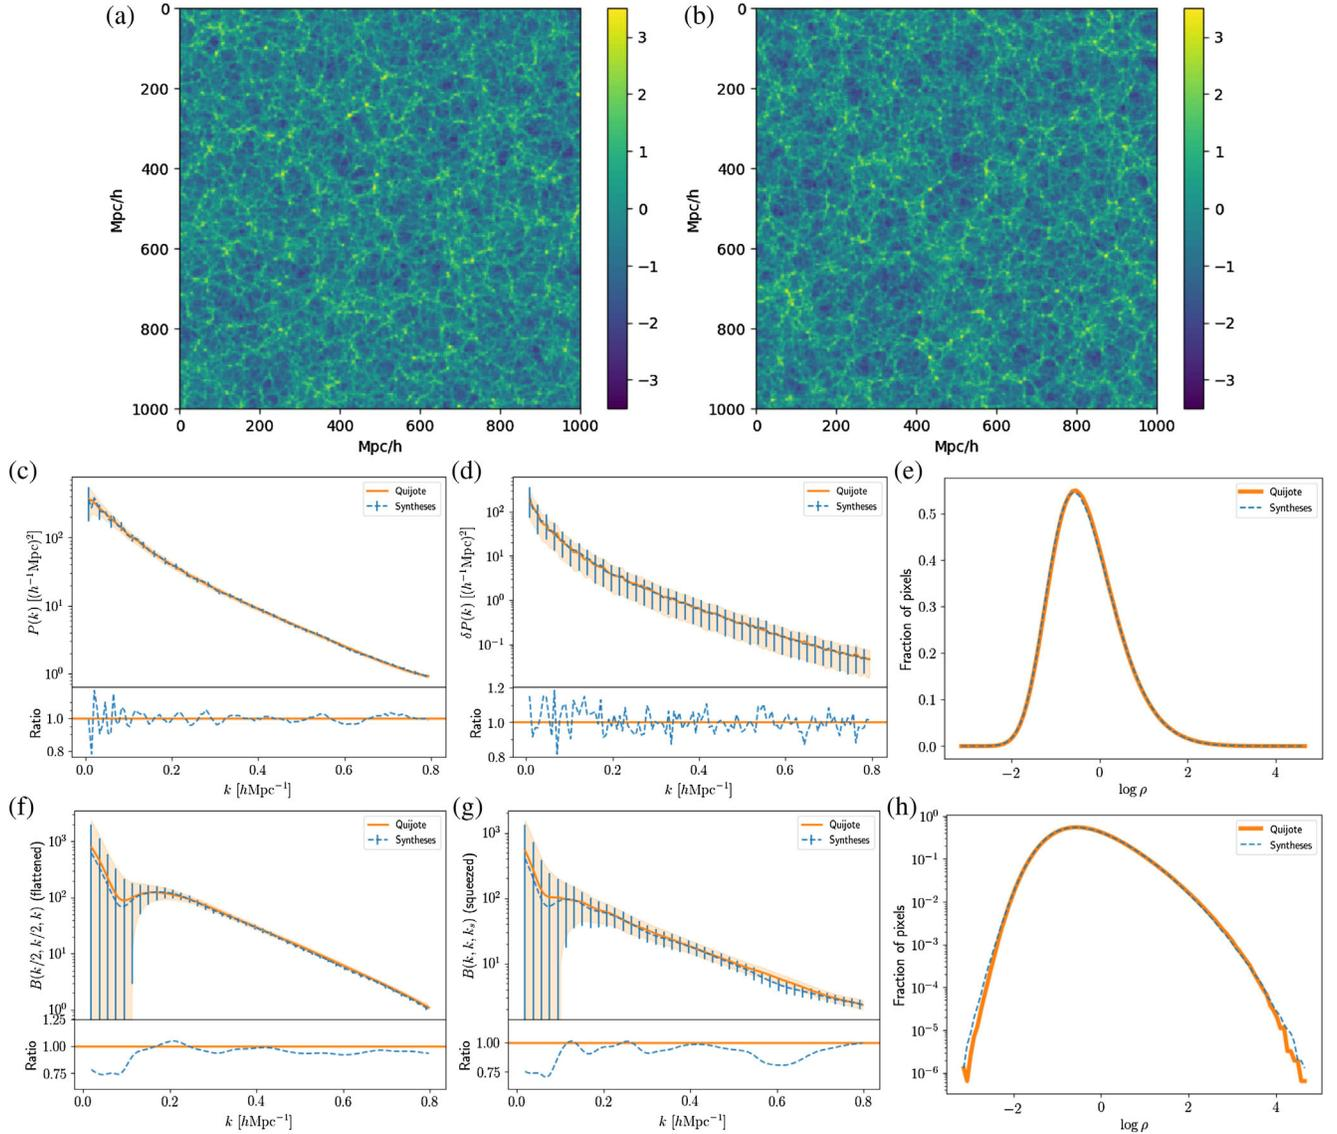 (a)
0
200
400
600
800
1000
Mpc/h
0 200 400 600 800 1000
Mpc/h
3
2
1
0
−1
−2
−3
(b)
0
200
400
600
800
1000
Mpc/h
0 200 400 600 800 1000
Mpc/h
3
2
1
0
−1
−2
−3
(c)
P(k) [(h⁻¹Mpc)²]
10²
10¹
10⁰
Quijote
Syntheses
Ratio
1.0
0.8
0.0 0.2 0.4 0.6 0.8
k [hMpc⁻¹]
(d)
δP(k) [(h⁻¹Mpc)²]
10²
10¹
10⁰
10⁻¹
Quijote
Syntheses
Ratio
1.2
1.0
0.8
0.0 0.2 0.4 0.6 0.8
k [hMpc⁻¹]
(e)
Fraction of pixels
0.5
0.4
0.3
0.2
0.1
0.0
Quijote
Syntheses
−2 0 2 4
log ρ
(f)
B(k/2, k/2, k) (flattened)
10³
10²
10¹
10⁰
Quijote
Syntheses
Ratio
1.25
1.00
0.75
0.0 0.2 0.4 0.6 0.8
k [hMpc⁻¹]
(g)
B(k, k, kₛ) (squeezed)
10³
10²
10¹
Quijote
Syntheses
Ratio
1.00
0.75
0.0 0.2 0.4 0.6 0.8
k [hMpc⁻¹]
(h)
Fraction of pixels
10⁰
10⁻¹
10⁻²
10⁻³
10⁻⁴
10⁻⁵
10⁻⁶
Quijote
Syntheses
−2 0 2 4
log ρ